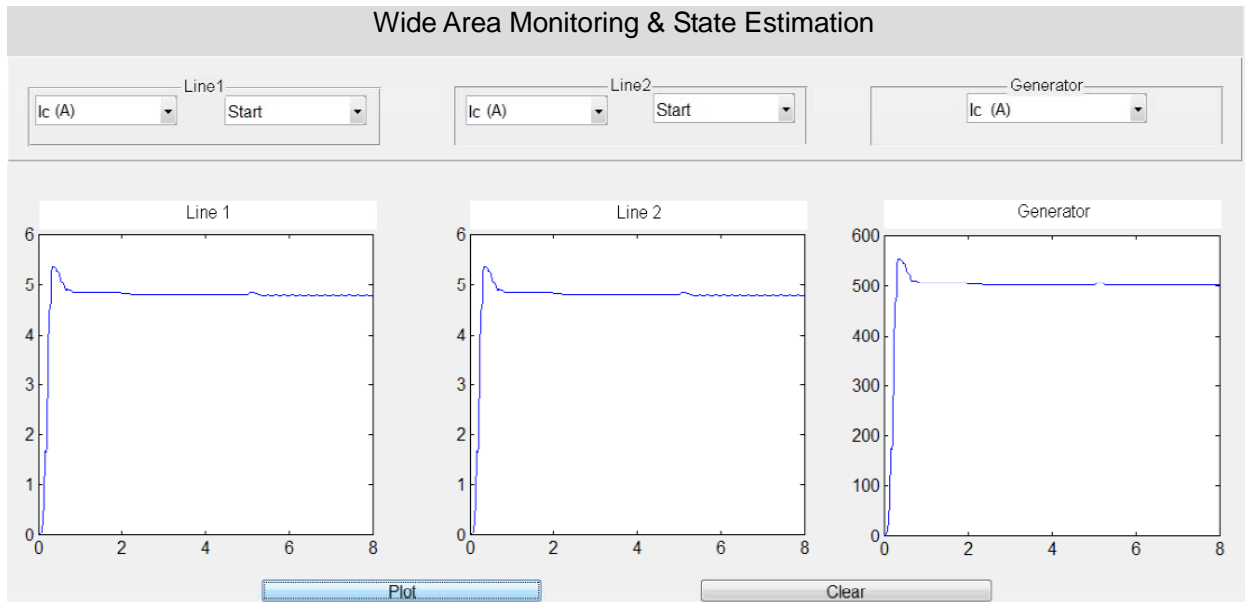 Wide Area Monitoring & State Estimation
Line1
Ic (A)
Start
Line2
Ic (A)
Start
Generator
Ic (A)
Line 1
6
5
4
3
2
1
0
0 2 4 6 8
Line 2
6
5
4
3
2
1
0
0 2 4 6 8
Generator
600
500
400
300
200
100
0
0 2 4 6 8
Plot
Clear